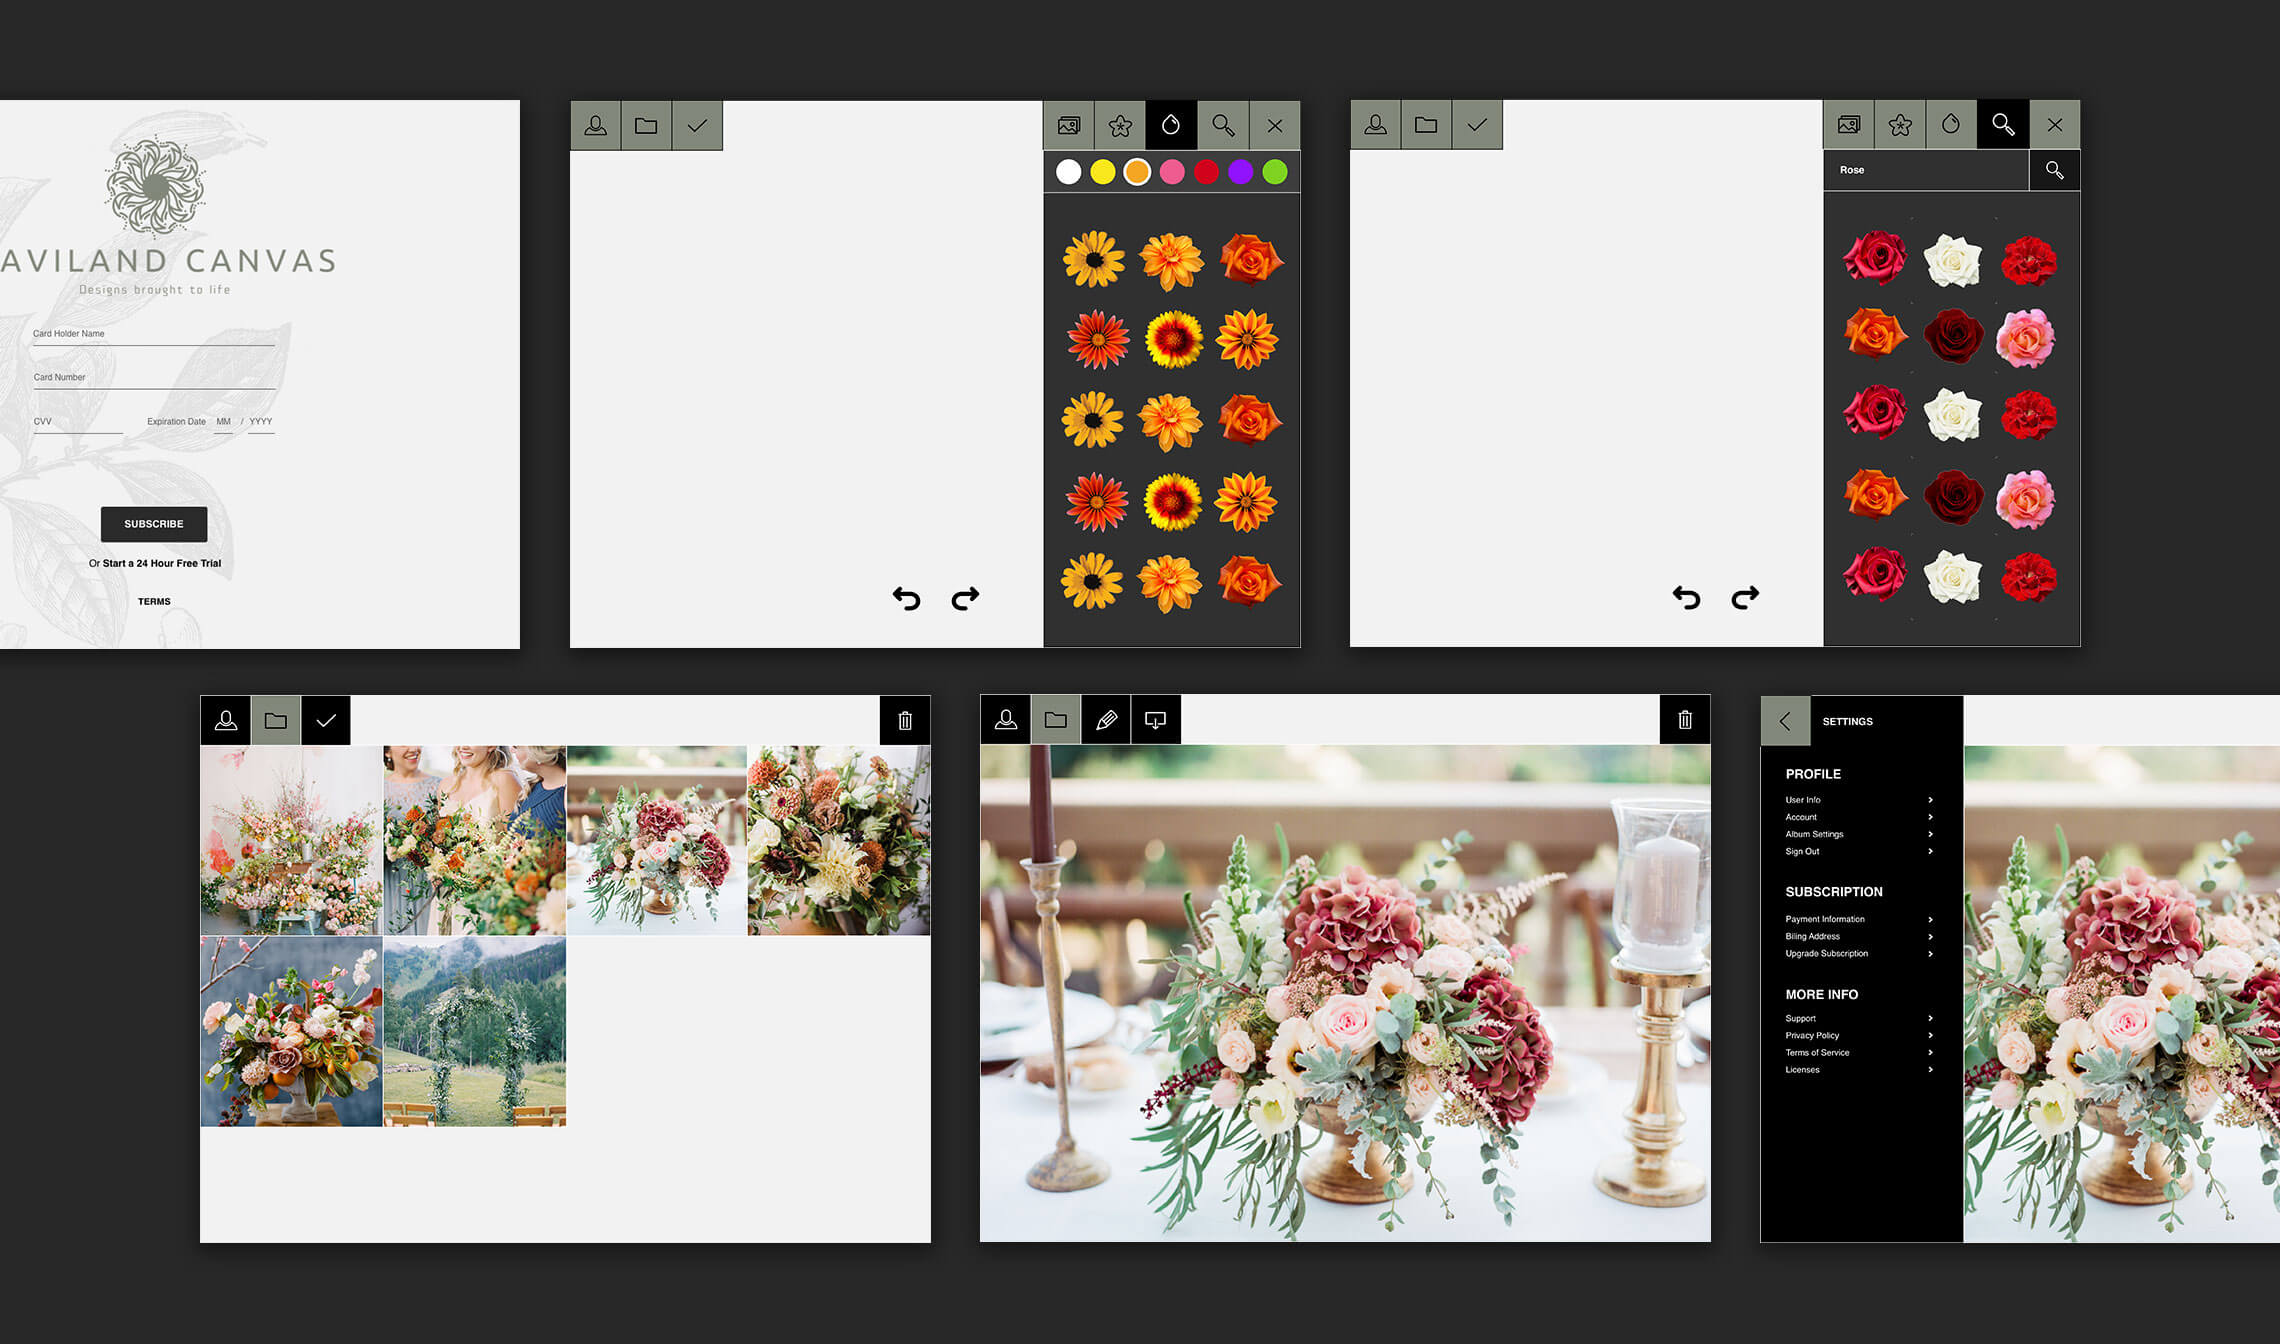 AVILAND CANVAS
Designs brought to life
Card Holder Name
Card Number
CVV Expiration Date MM / YYYY
SUBSCRIBE
Or Start a 24 Hour Free Trial
TERMS
Rose
SETTINGS
PROFILE
User Info
Account
Album Settings
Sign Out
SUBSCRIPTION
Payment Information
Biling Address
Upgrade Subscription
MORE INFO
Support
Privacy Policy
Terms of Service
Licenses